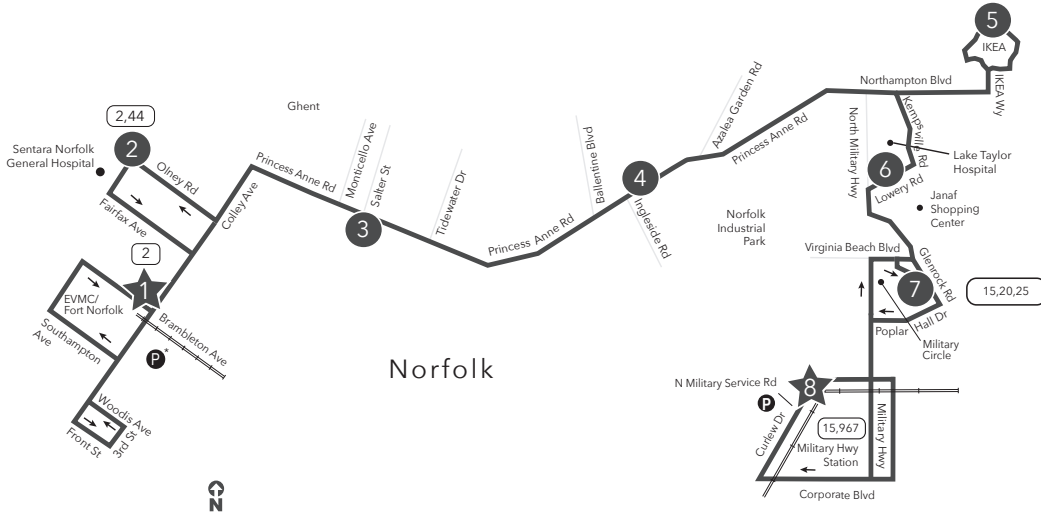 5
IKEA
IKEA Wy
Northampton Blvd
Kempsville Rd
North Military Hwy
Lake Taylor
Hospital
6
Lowery Rd
Janaf
Shopping
Center
Azalea Garden Rd
Princess Anne Rd
Norfolk
Industrial
Park
Ballentine Blvd
4
Ingleside Rd
Ghent
2,44
2
Sentara Norfolk
General Hospital
Olney Rd
Fairfax Ave
Colley Ave
Princess Anne Rd
Monticello Ave
Salter St
3
Tidewater Dr
Princess Anne Rd
2
1
EVMC/
Fort Norfolk
Southampton
Ave
Brambleton Ave
P*
Woodis Ave
3rd St
Front St
Norfolk
Virginia Beach Blvd
Glenrock Rd
7
15,20,25
Poplar
Hall Dr
Military
Circle
N Military Service Rd
8
P
Curlew Dr
15,967
Military Hwy
Station
Military Hwy
Corporate Blvd
N